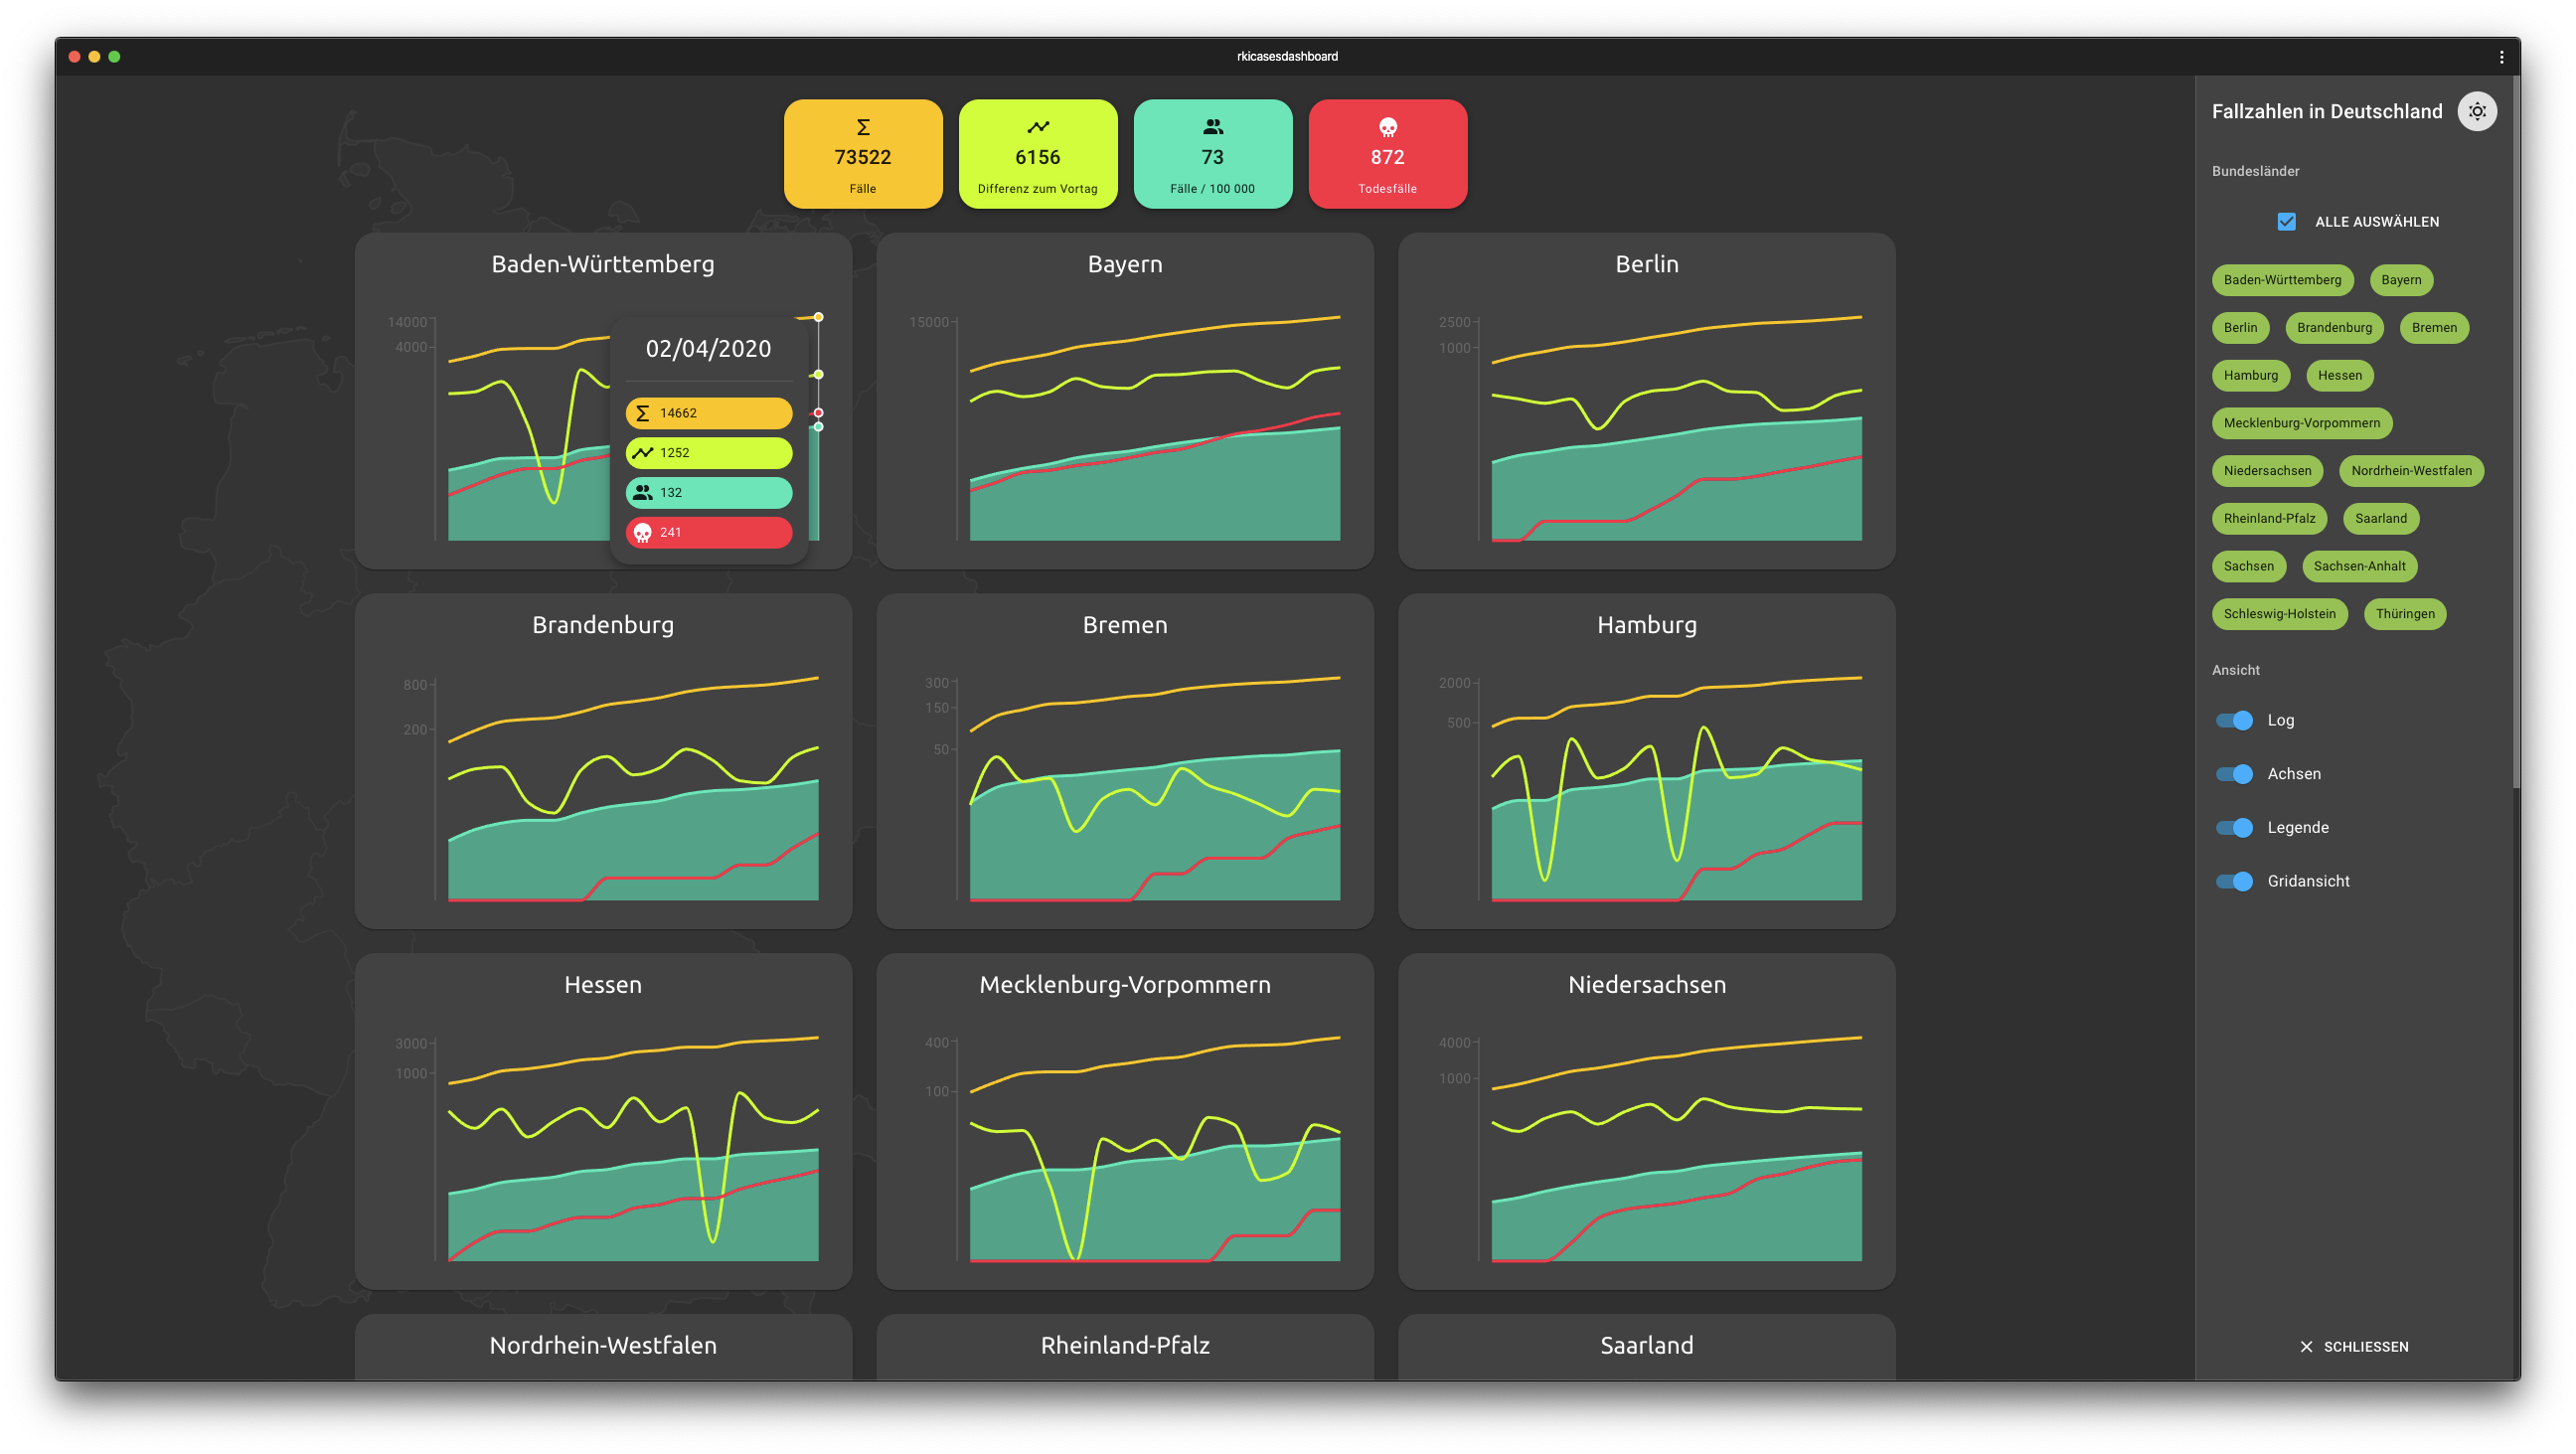 rkicasesdashboard
73522
Fälle
6156
Differenz zum Vortag
73
Fälle / 100 000
872
Todesfälle
Baden-Württemberg
14000
4000
02/04/2020
14662
1252
132
241
Bayern
15000
Berlin
2500
1000
Brandenburg
800
200
Bremen
300
150
50
Hamburg
2000
500
Hessen
3000
1000
Mecklenburg-Vorpommern
400
100
Niedersachsen
4000
1000
Nordrhein-Westfalen
Rheinland-Pfalz
Saarland
Fallzahlen in Deutschland
Bundesländer
ALLE AUSWÄHLEN
Baden-Württemberg Bayern
Berlin Brandenburg Bremen
Hamburg Hessen
Mecklenburg-Vorpommern
Niedersachsen Nordrhein-Westfalen
Rheinland-Pfalz Saarland
Sachsen Sachsen-Anhalt
Schleswig-Holstein Thüringen
Ansicht
Log
Achsen
Legende
Gridansicht
SCHLIESSEN